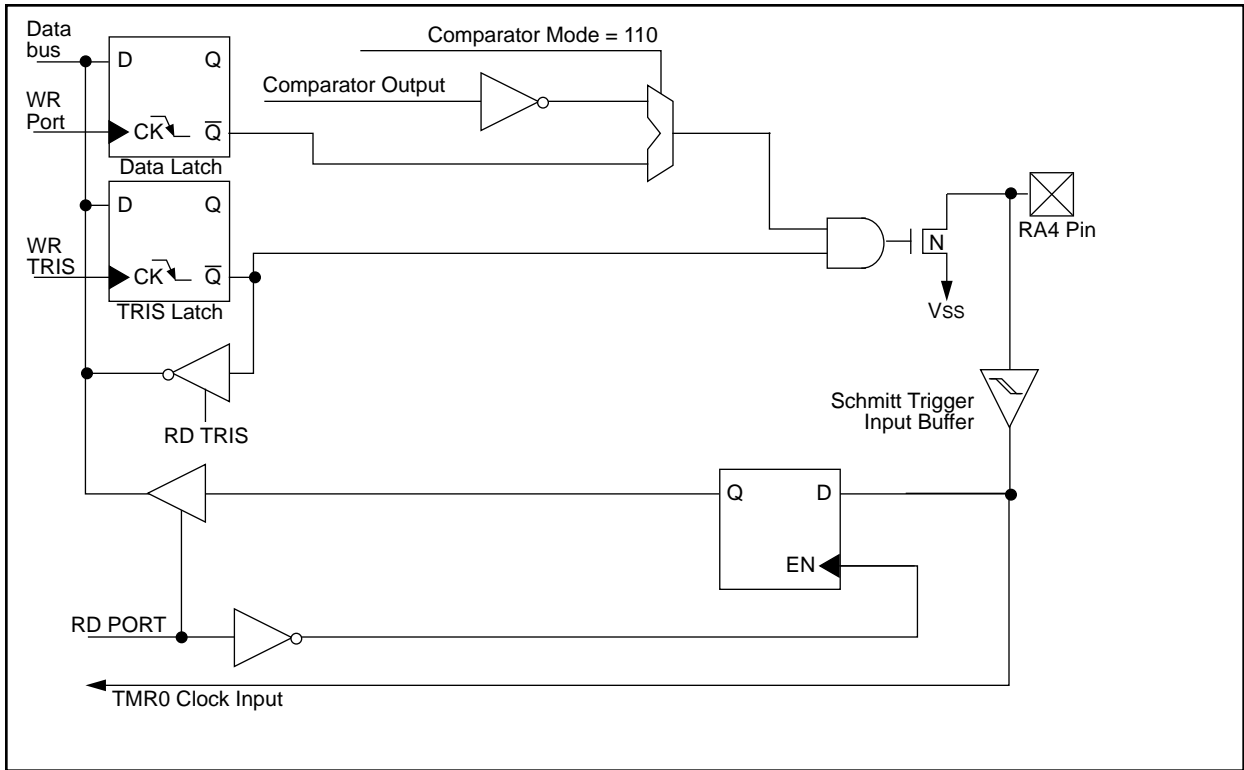 Data
bus
Comparator Mode = 110
D Q
Comparator Output
WR
Port
CK Q̅
Data Latch
D Q
RA4 Pin
WR
TRIS
N
CK Q̅
TRIS Latch
VSS
Schmitt Trigger
Input Buffer
RD TRIS
Q D
EN
RD PORT
TMR0 Clock Input